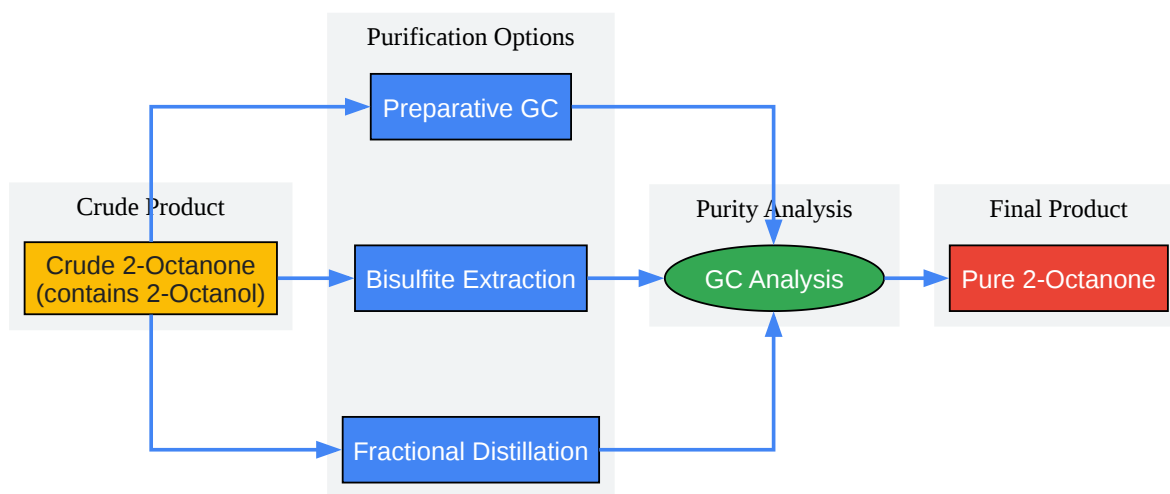 Purification Options
Preparative GC
Crude Product
Crude 2-Octanone
(contains 2-Octanol)
Bisulfite Extraction
Fractional Distillation
Purity Analysis
GC Analysis
Final Product
Pure 2-Octanone